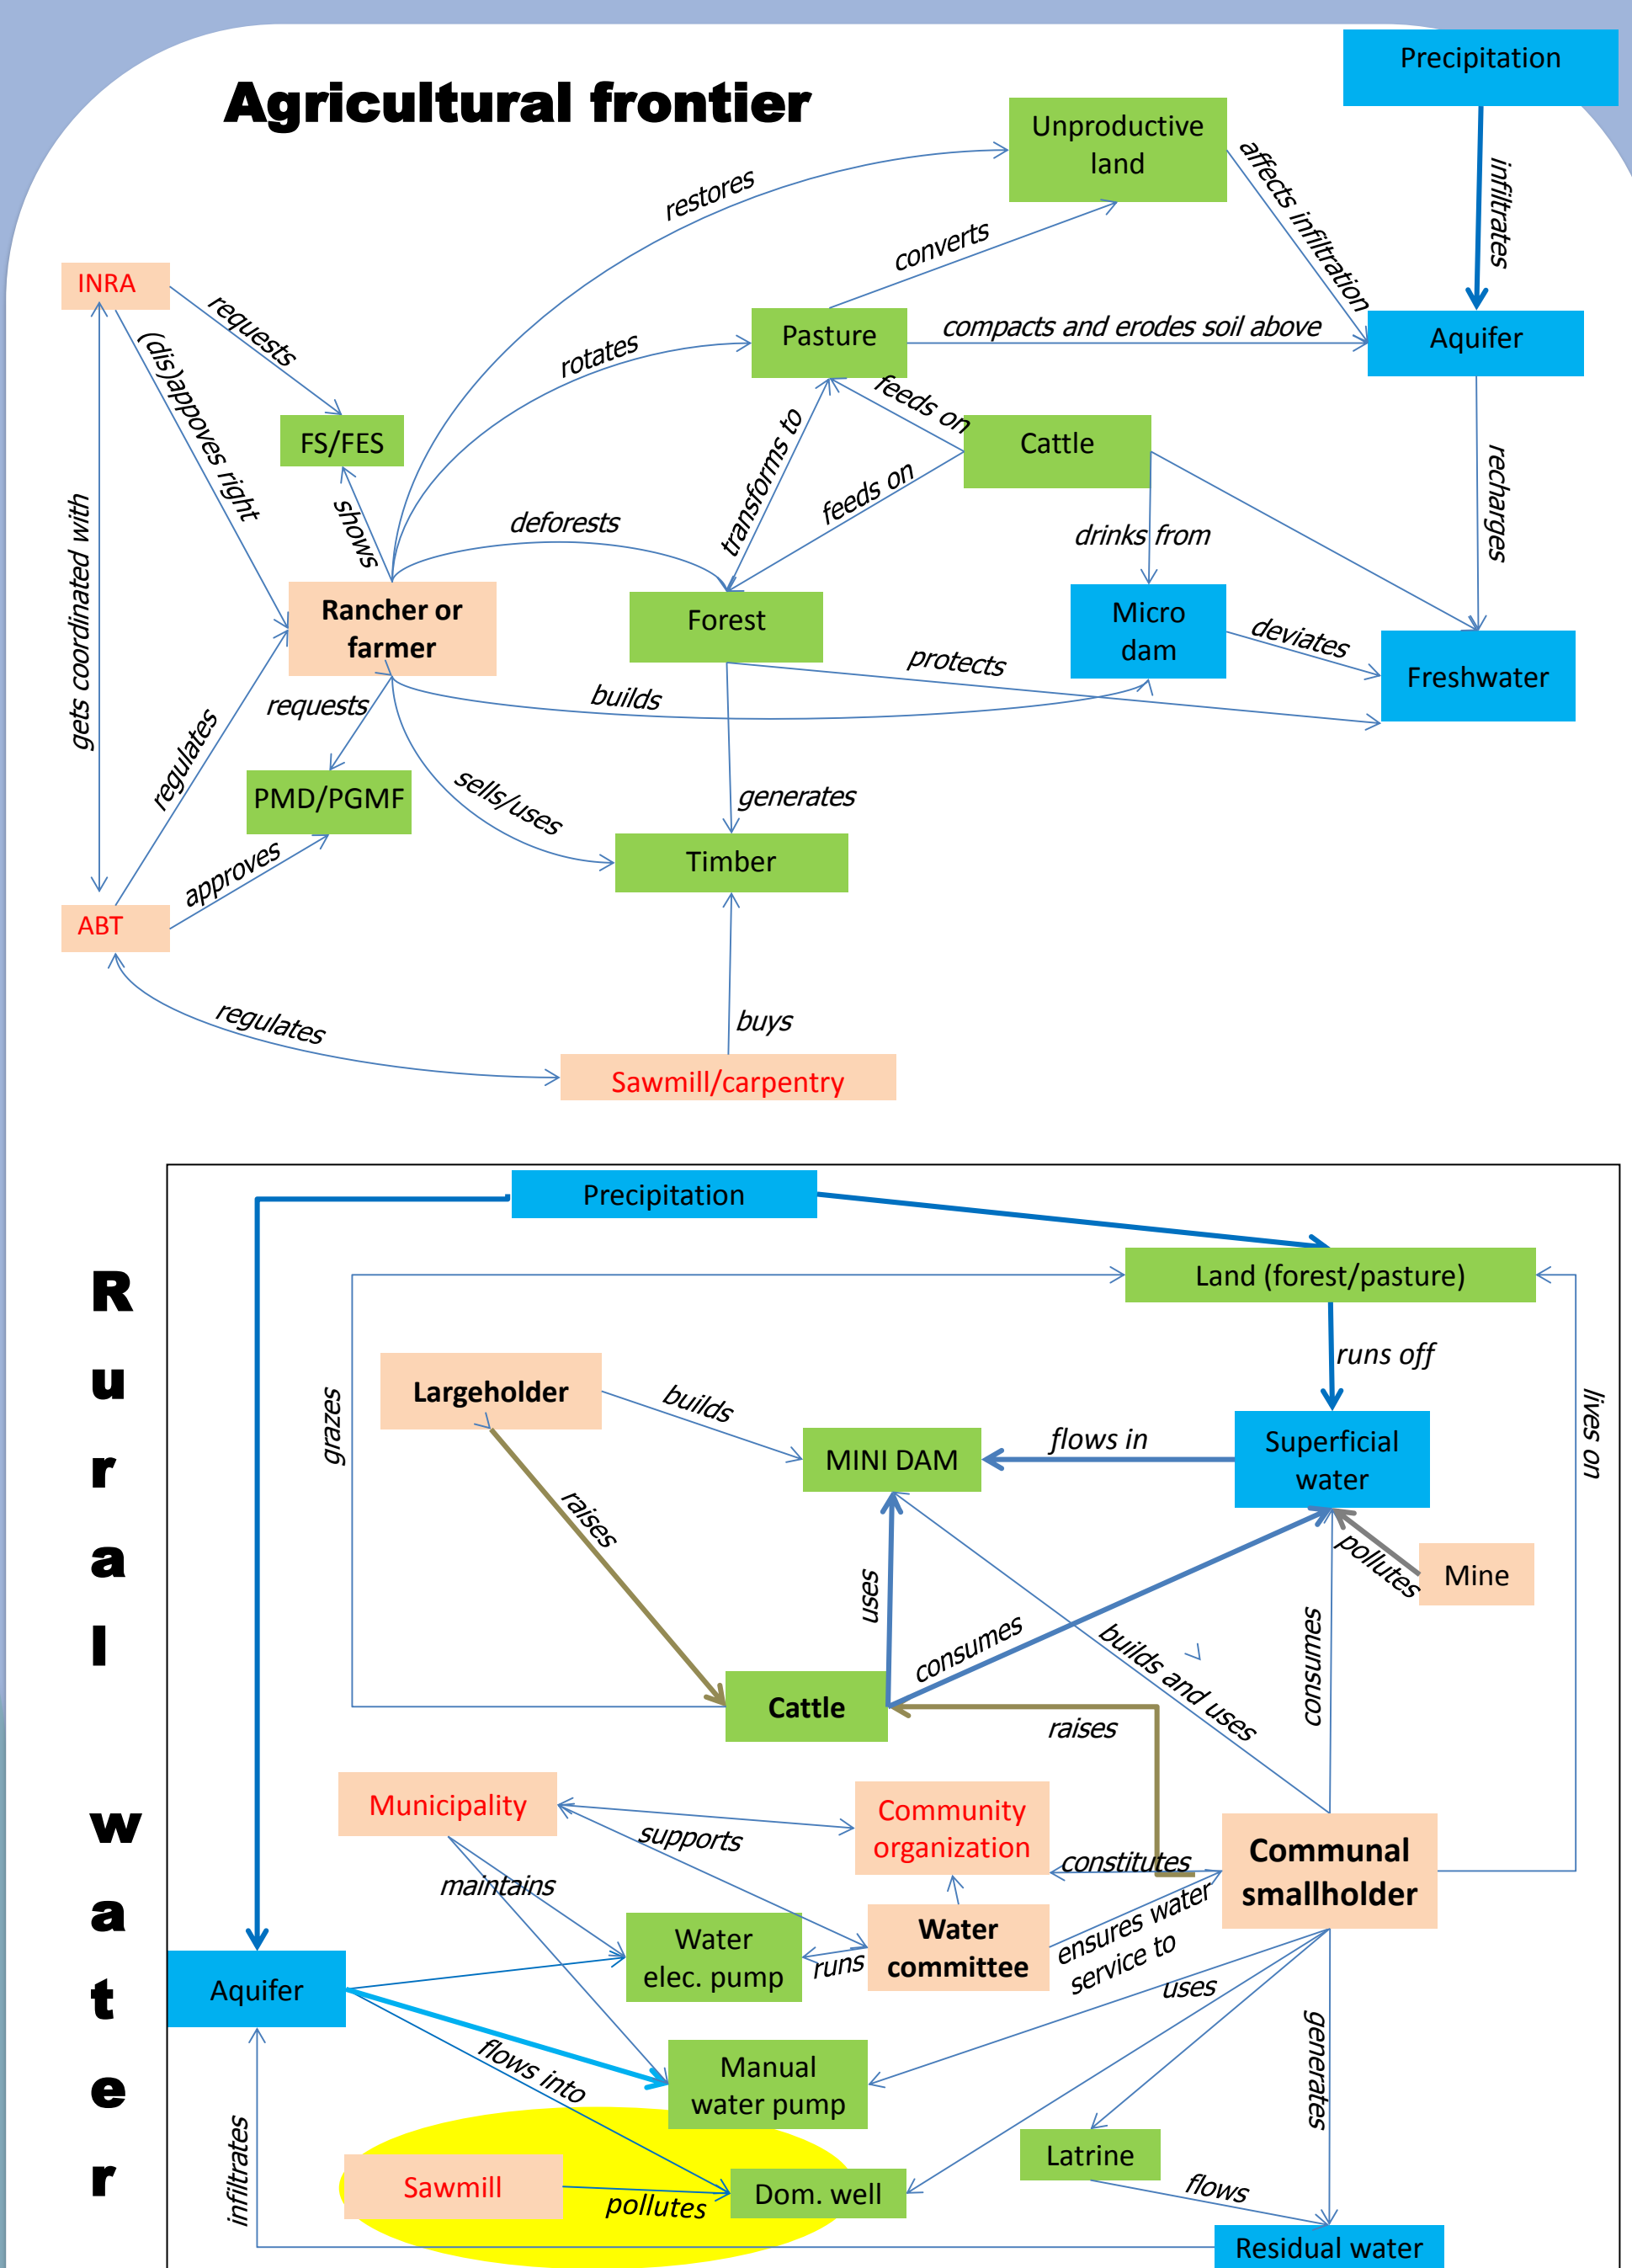 Agricultural frontier
Precipitation
Unproductive
land
restores
affects infiltration
infiltrates
converts
INRA
requests
(dis)appoves right
rotates
Pasture
compacts and erodes soil above
Aquifer
feeds on
FS/FES
transforms to
Cattle
feeds on
recharges
shows
deforests
drinks from
gets coordinated with
Rancher or
farmer
Forest
Micro
dam
deviates
protects
Freshwater
requests
builds
regulates
PMD/PGMF
sells/uses
generates
approves
Timber
ABT
regulates
buys
Sawmill/carpentry
Rural water
Precipitation
Land (forest/pasture)
runs off
Largeholder
builds
grazes
lives on
MINI DAM
flows in
Superficial
water
raises
pollutes
Mine
uses
consumes
builds and uses
consumes
Cattle
raises
Municipality
supports
Community
organization
constitutes
Communal
smallholder
maintains
Water
elec. pump
runs
Water
committee
ensures water
service to
uses
Aquifer
generates
flows into
Manual
water pump
infiltrates
Latrine
Sawmill
pollutes
Dom. well
flows
Residual water